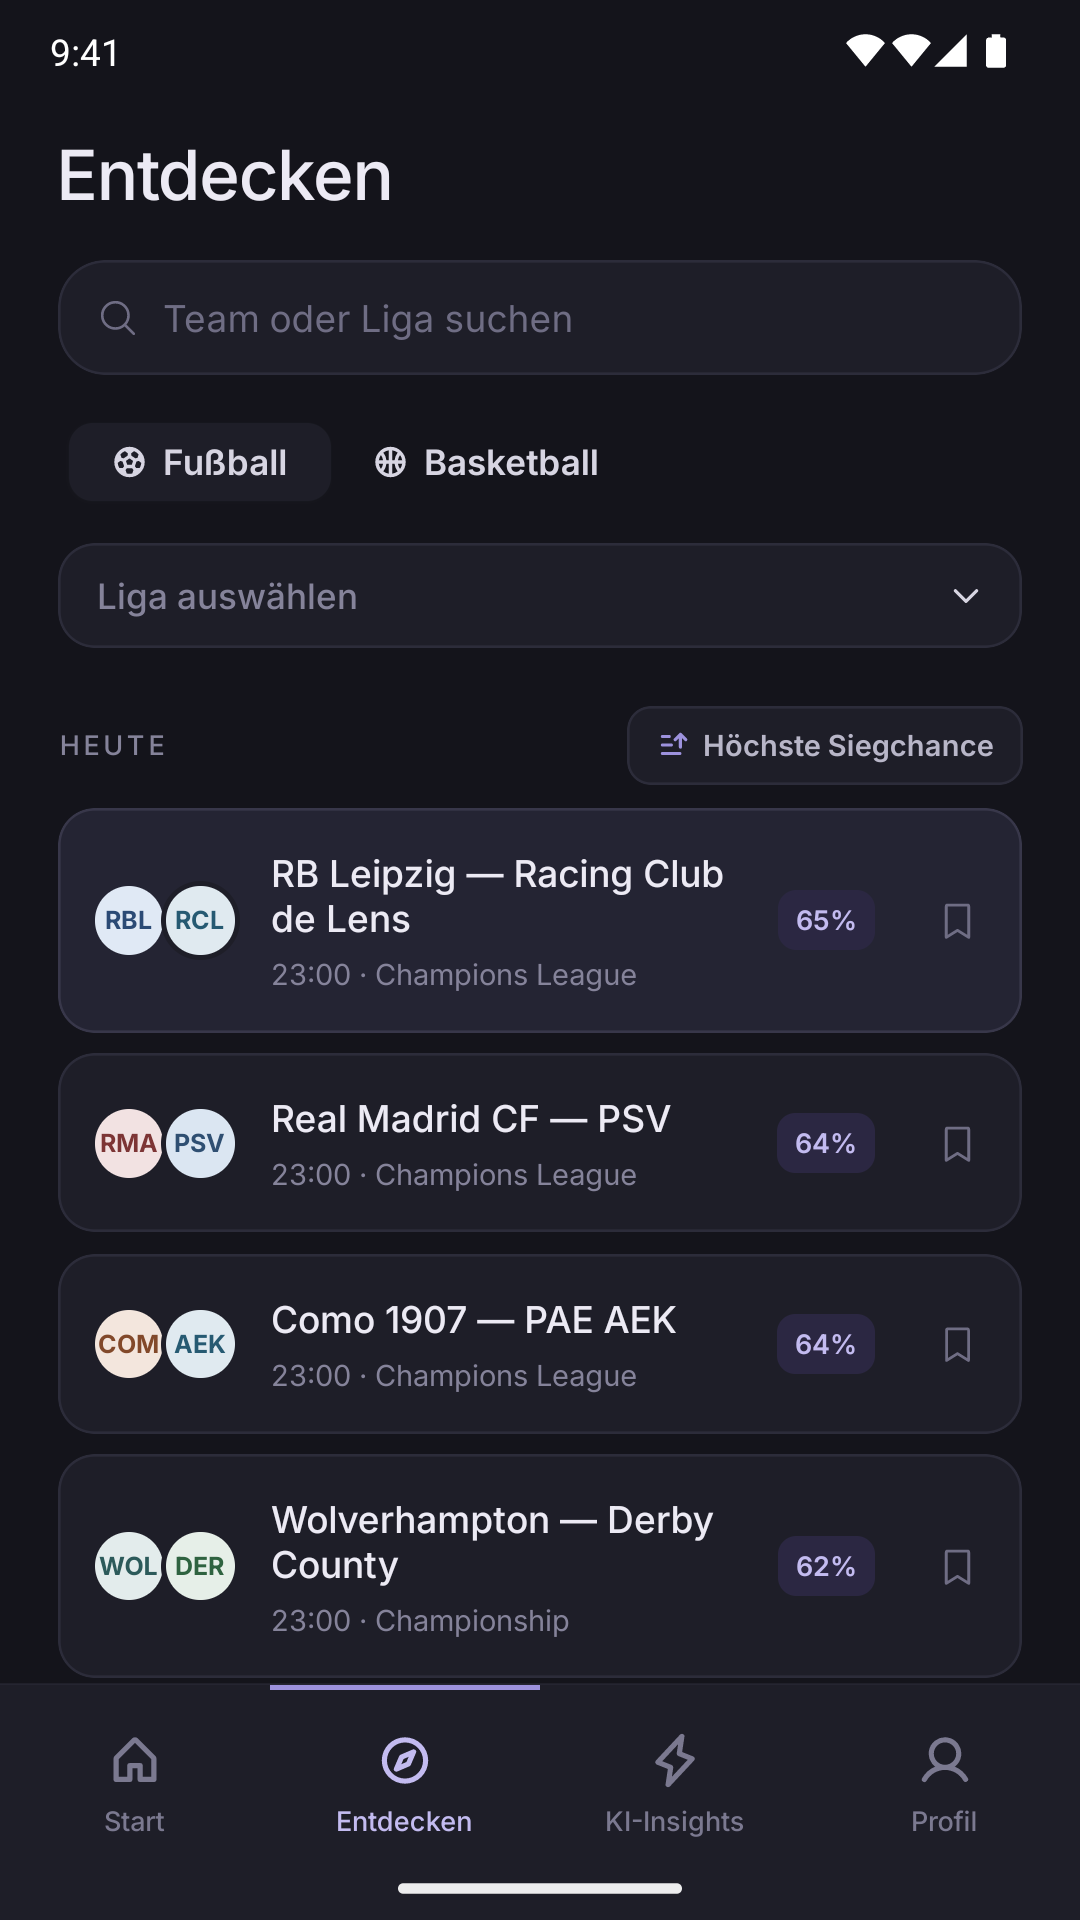 9:41
Entdecken
Team oder Liga suchen
Fußball
Basketball
Liga auswählen
HEUTE
Höchste Siegchance
RBL
RCL
RB Leipzig — Racing Club
de Lens
23:00 · Champions League
65%
RMA
PSV
Real Madrid CF — PSV
23:00 · Champions League
64%
COM
AEK
Como 1907 — PAE AEK
23:00 · Champions League
64%
WOL
DER
Wolverhampton — Derby
County
23:00 · Championship
62%
Start
Entdecken
KI-Insights
Profil